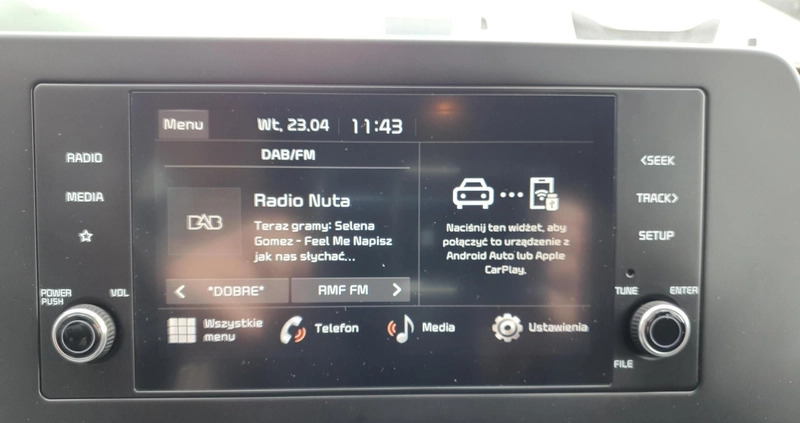 Menu
Wt, 23.04
11:43
RADIO
MEDIA
POWER
PUSH
VOL
DAB/FM
DAB
Radio Nuta
Teraz gramy: Selena
Gomez - Feel Me Napisz
jak nas słychać...
*DOBRE*
RMF FM
Naciśnij ten widżet, aby
połączyć to urządzenie z
Android Auto lub Apple
CarPlay.
Wszystkie
menu
Telefon
Media
Ustawienia
<SEEK
TRACK>
SETUP
TUNE
ENTER
FILE